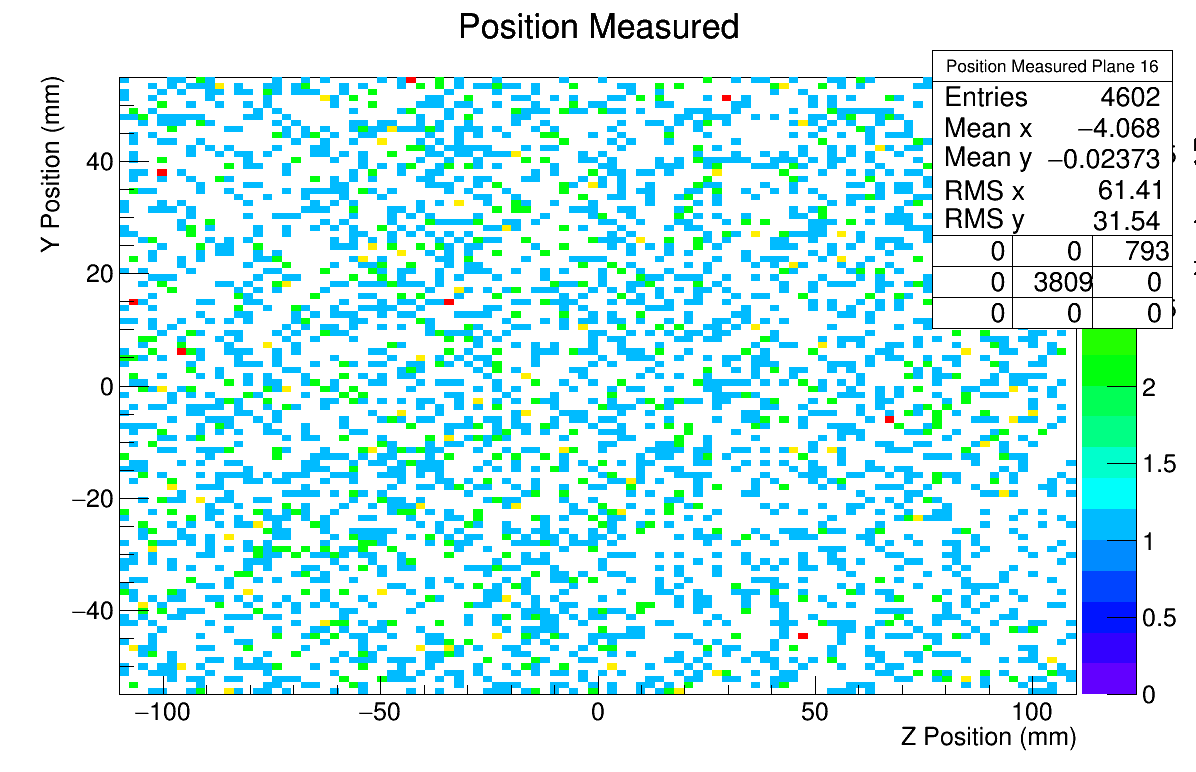 Position Measured
Position Measured Plane 16
Entries 4602
Mean x −4.068
Mean y −0.02373
RMS x 61.41
RMS y 31.54
0 0 793
0 3809 0
0 0 0
Y Position (mm)
40
20
0
−20
−40
−100 −50 0 50 100
Z Position (mm)
2
1.5
1
0.5
0